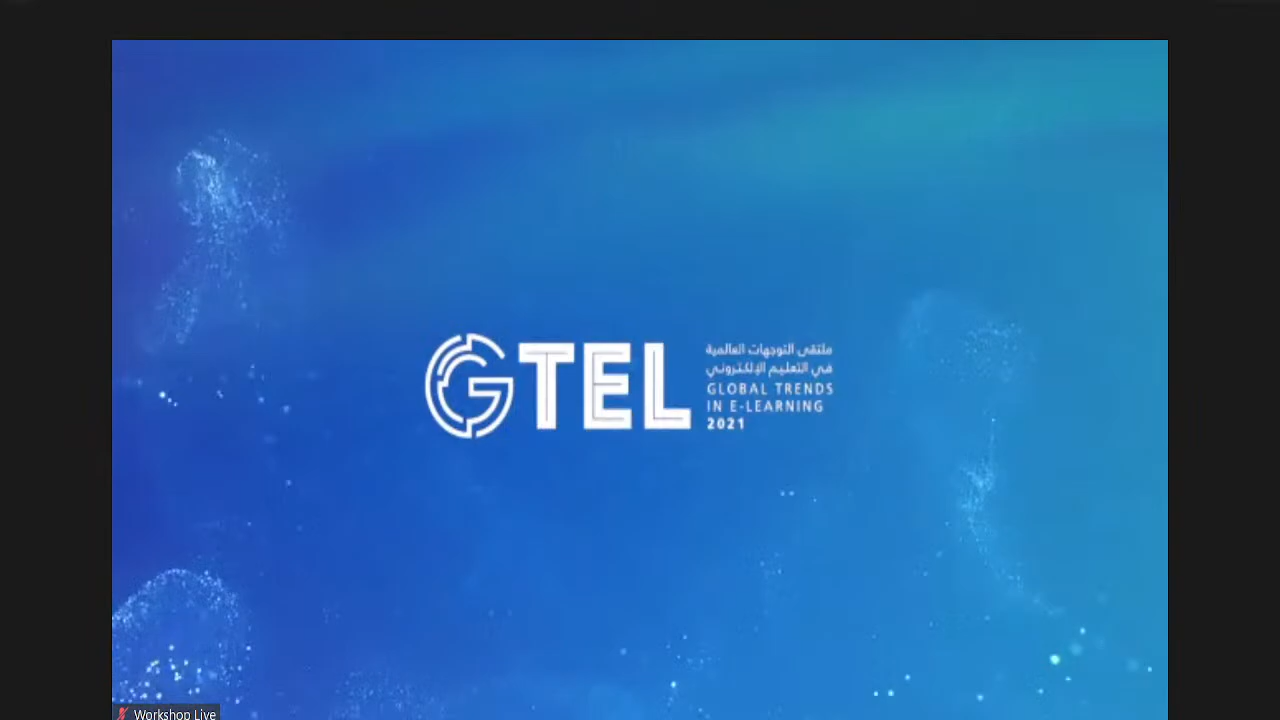 GTEL
ملتقى التوجهات العالمية
في التعليم الإلكتروني
GLOBAL TRENDS
IN E-LEARNING
2021
Workshop Live